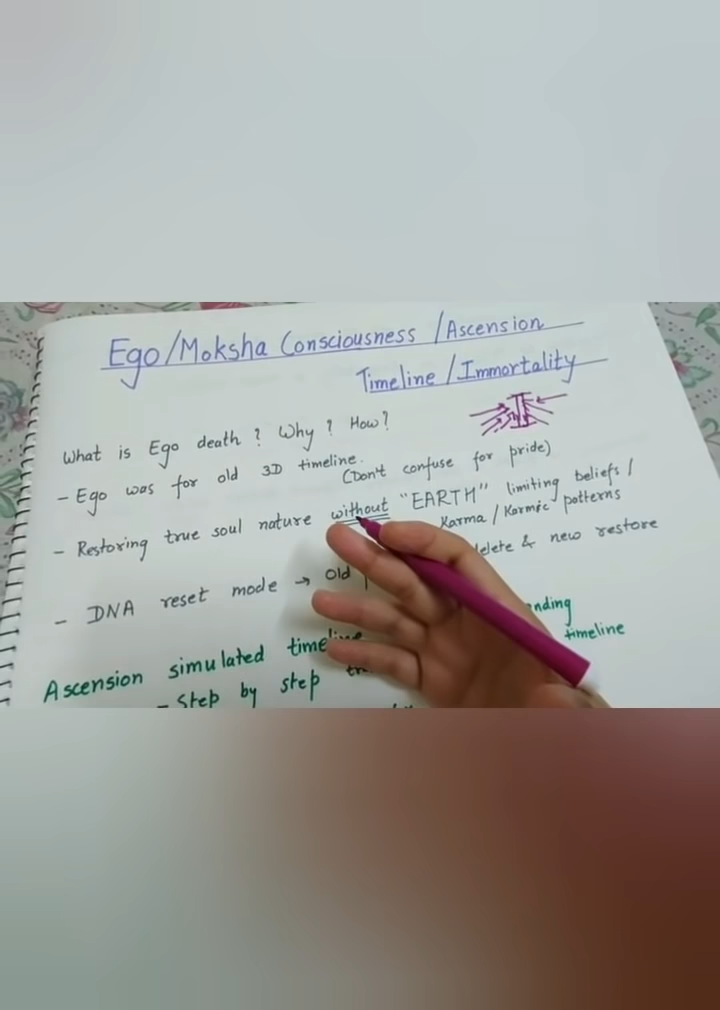 Ego/Moksha Consciousness /Ascension
Timeline/Immortality
What is Ego death? Why? How?
- Ego was for old 3D timeline.
(Don't confuse for pride)
- Restoring true soul nature without "EARTH" limiting beliefs/
Karma/Karmic patterns
- DNA reset mode → old
delete & new restore
Ascension simulated timeline
timeline
- Step by step